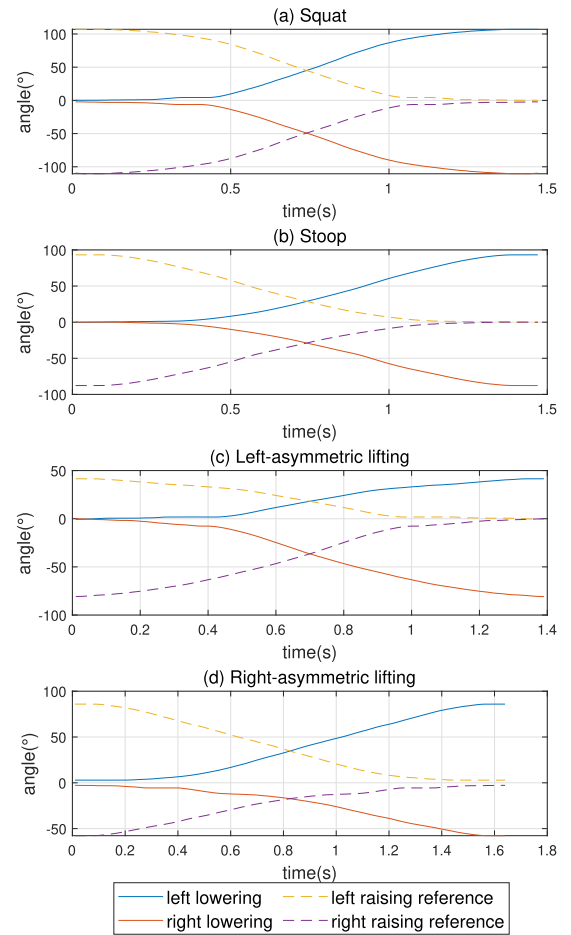 (a) Squat
100
50
0
-50
-100
angle(°)
0 0.5 1 1.5
time(s)
(b) Stoop
100
50
0
-50
-100
angle(°)
0 0.5 1 1.5
time(s)
(c) Left-asymmetric lifting
50
0
-50
-100
angle(°)
0 0.2 0.4 0.6 0.8 1 1.2 1.4
time(s)
(d) Right-asymmetric lifting
100
50
0
-50
angle(°)
0 0.2 0.4 0.6 0.8 1 1.2 1.4 1.6 1.8
time(s)
left lowering left raising reference
right lowering right raising reference